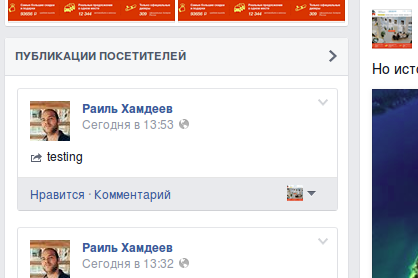 ПУБЛИКАЦИИ ПОСЕТИТЕЛЕЙ
Раиль Хамдеев
Сегодня в 13:53
testing
Нравится · Комментарий
Раиль Хамдеев
Сегодня в 13:32
Но исто